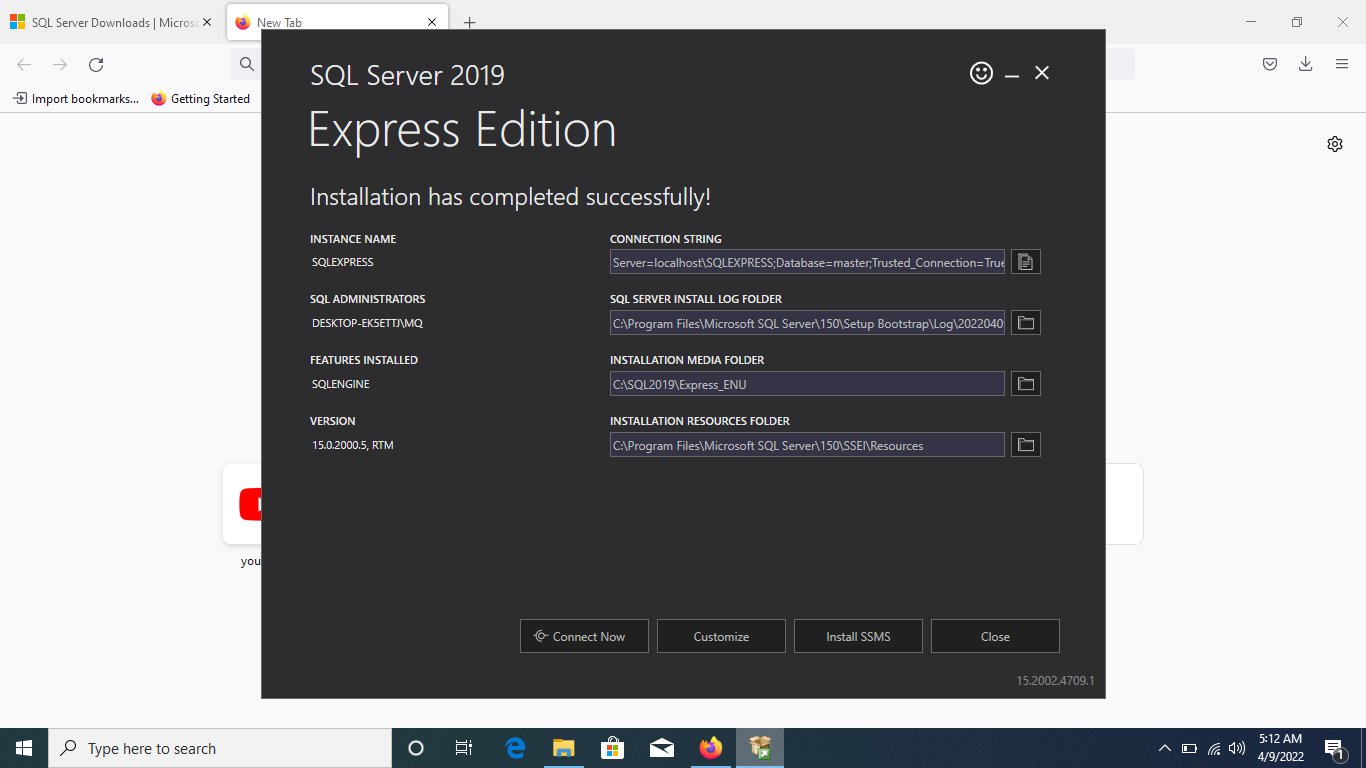 SQL Server Downloads | Micros
New Tab
Import bookmarks...
Getting Started
SQL Server 2019
Express Edition
Installation has completed successfully!
INSTANCE NAME
SQLEXPRESS
CONNECTION STRING
Server=localhost\SQLEXPRESS;Database=master;Trusted_Connection=True
SQL ADMINISTRATORS
DESKTOP-EK5ETTJ\MQ
SQL SERVER INSTALL LOG FOLDER
C:\Program Files\Microsoft SQL Server\150\Setup Bootstrap\Log\2022040
FEATURES INSTALLED
SQLENGINE
INSTALLATION MEDIA FOLDER
C:\SQL2019\Express_ENU
VERSION
15.0.2000.5, RTM
INSTALLATION RESOURCES FOLDER
C:\Program Files\Microsoft SQL Server\150\SSEI\Resources
you
Connect Now
Customize
Install SSMS
Close
15.2002.4709.1
Type here to search
5:12 AM
4/9/2022
1